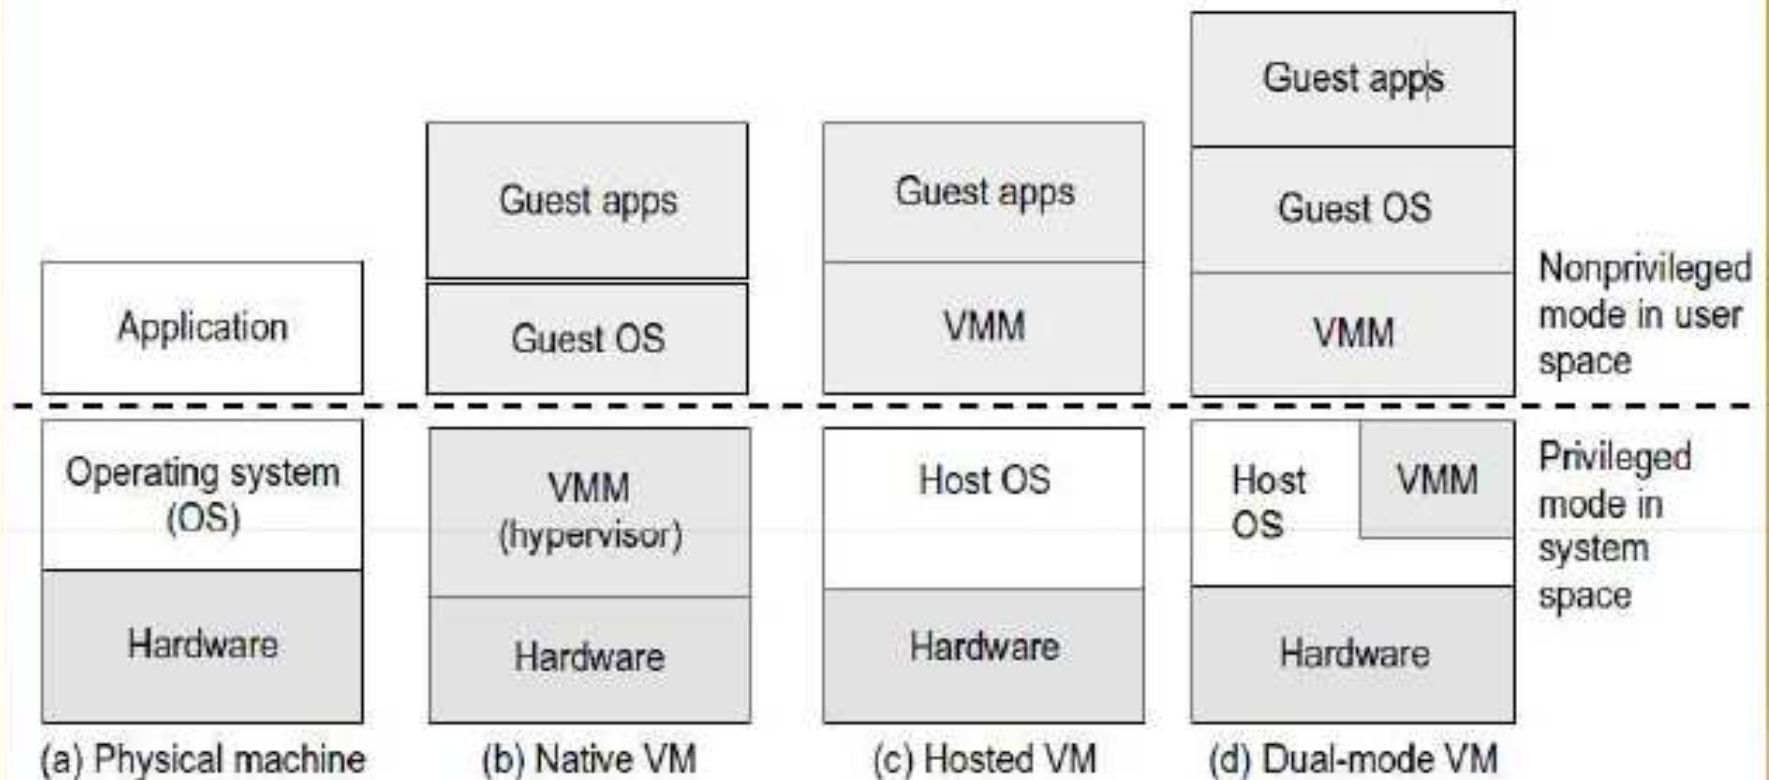 Application
Operating system
(OS)
Hardware
(a) Physical machine
Guest apps
Guest OS
VMM
(hypervisor)
Hardware
(b) Native VM
Guest apps
VMM
Host OS
Hardware
(c) Hosted VM
Guest apps
Guest OS
VMM
Host
OS
VMM
Hardware
(d) Dual-mode VM
Nonprivileged
mode in user
space
Privileged
mode in
system
space